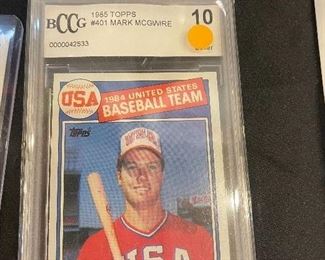 BCCG
1985 TOPPS
#401 MARK MCGWIRE
10
0000042533
USA
1984 UNITED STATES
BASEBALL TEAM
TOPPS
USA